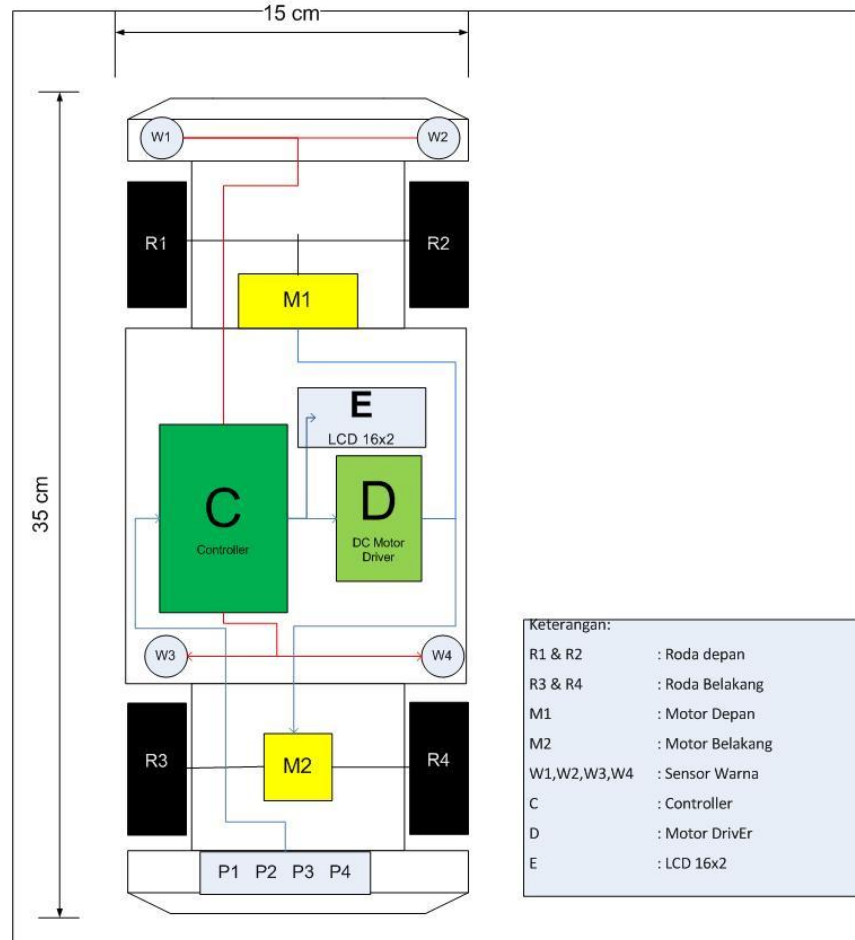 15 cm
35 cm
W1 W2
R1 R2
M1
E
LCD 16x2
C
Controller
D
DC Motor
Driver
W3 W4
R3 M2 R4
P1 P2 P3 P4
Keterangan:
R1 & R2 : Roda depan
R3 & R4 : Roda Belakang
M1 : Motor Depan
M2 : Motor Belakang
W1,W2,W3,W4 : Sensor Warna
C : Controller
D : Motor DrivEr
E : LCD 16x2